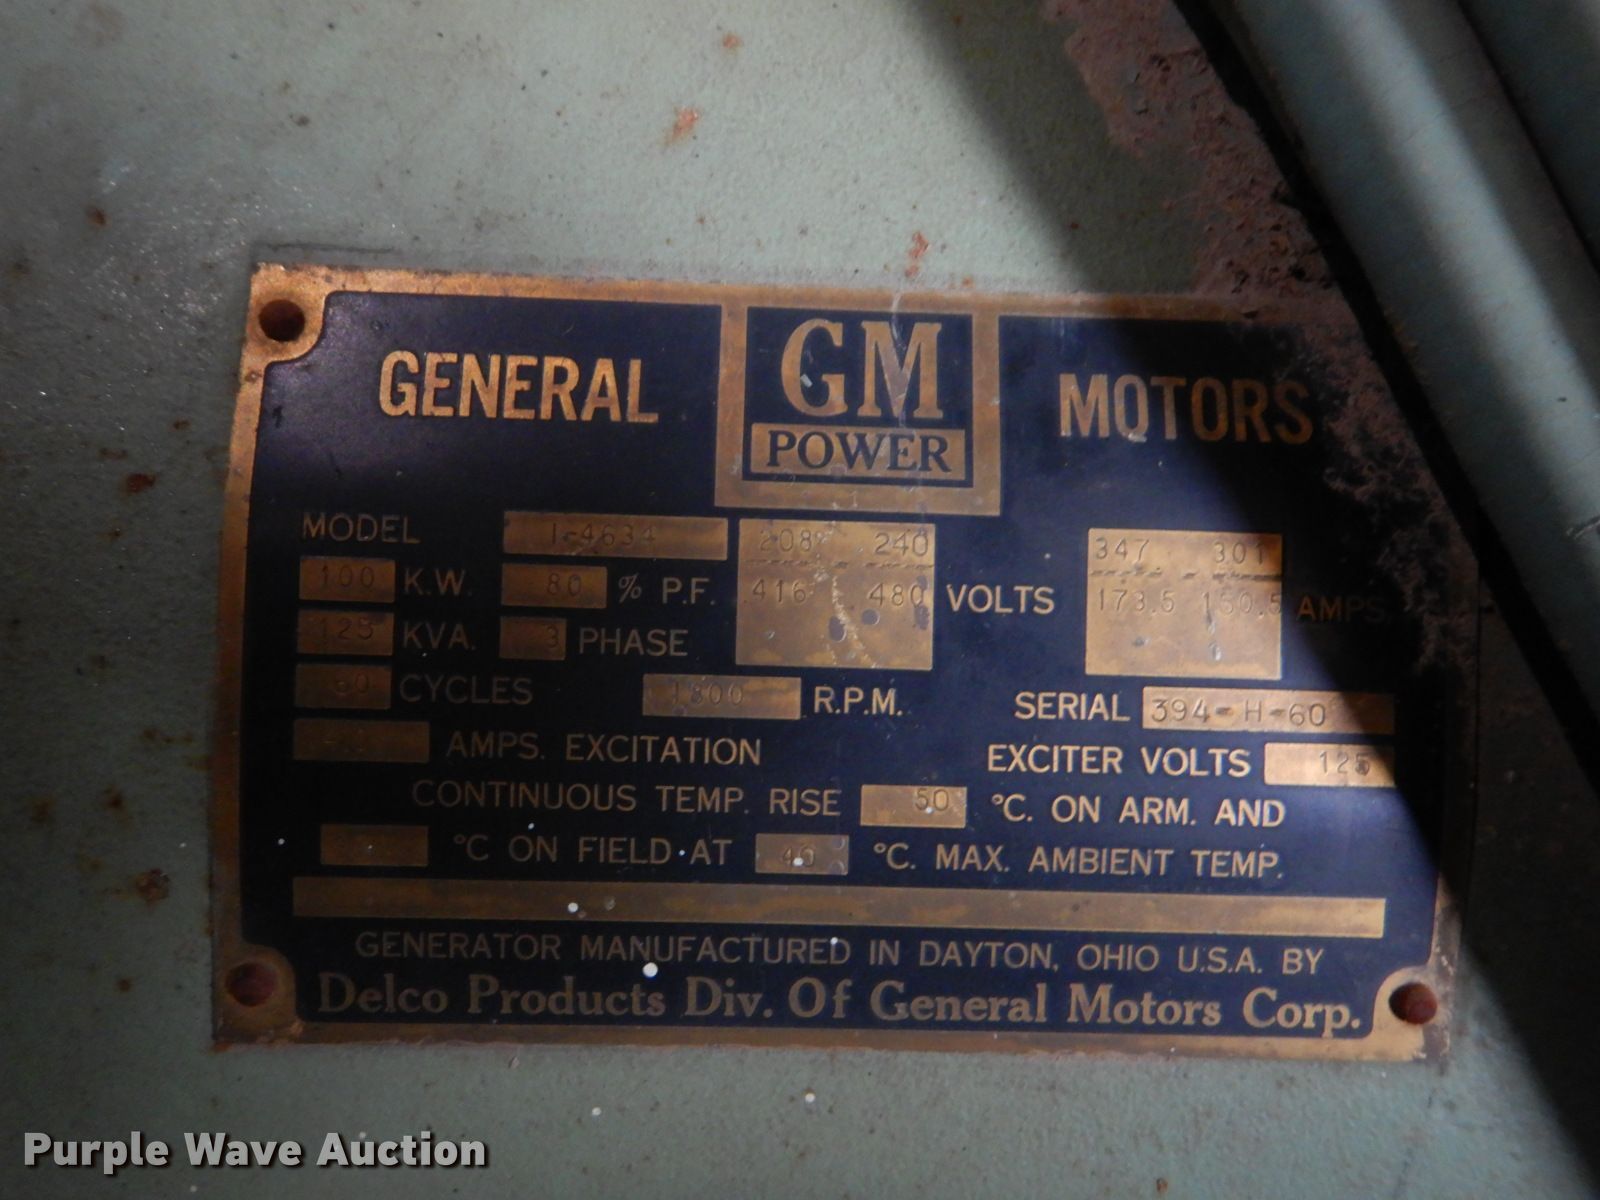 GENERAL GM POWER MOTORS
MODEL I-4634 208 240 347 301
100 K.W. 80 % P.F. 416 480 VOLTS 173.5 150.5 AMPS.
125 KVA. 3 PHASE
60 CYCLES 1800 R.P.M. SERIAL 394-H-60
AMPS. EXCITATION EXCITER VOLTS 125
CONTINUOUS TEMP. RISE 50 °C. ON ARM. AND
°C ON FIELD AT 40 °C. MAX. AMBIENT TEMP.
GENERATOR MANUFACTURED IN DAYTON, OHIO U.S.A. BY
Delco Products Div. Of General Motors Corp.
Purple Wave Auction